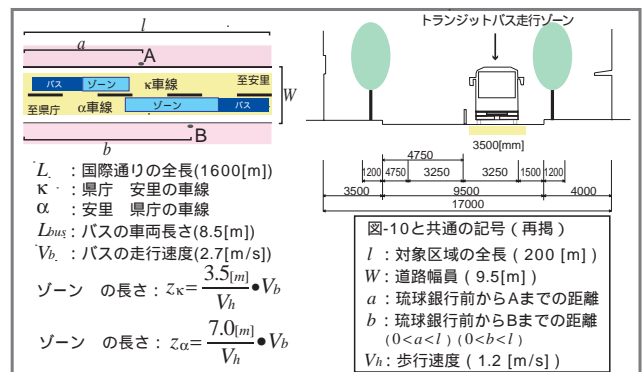 l
a
A
バス
ゾーン
κ車線
至安里
W
至県庁
α車線
ゾーン
バス
B
b
L : 国際通りの全長(1600[m])
κ : 県庁 安里の車線
α : 安里 県庁の車線
Lbus : バスの車両長さ(8.5[m])
Vb : バスの走行速度(2.7[m/s])
ゾーン の長さ : zκ = 3.5[m] / Vh • Vb
ゾーン の長さ : zα = 7.0[m] / Vh • Vb
トランジットバス走行ゾーン
3500[mm]
4750
1200 4750 3250 3250 1500 1200
3500 9500 4000
17000
図-10と共通の記号 ( 再掲 )
l : 対象区域の全長 ( 200 [m] )
W : 道路幅員 ( 9.5[m] )
a : 琉球銀行前からAまでの距離
b : 琉球銀行前からBまでの距離
(0<a<l) (0<b<l)
Vh : 歩行速度 ( 1.2 [m/s] )